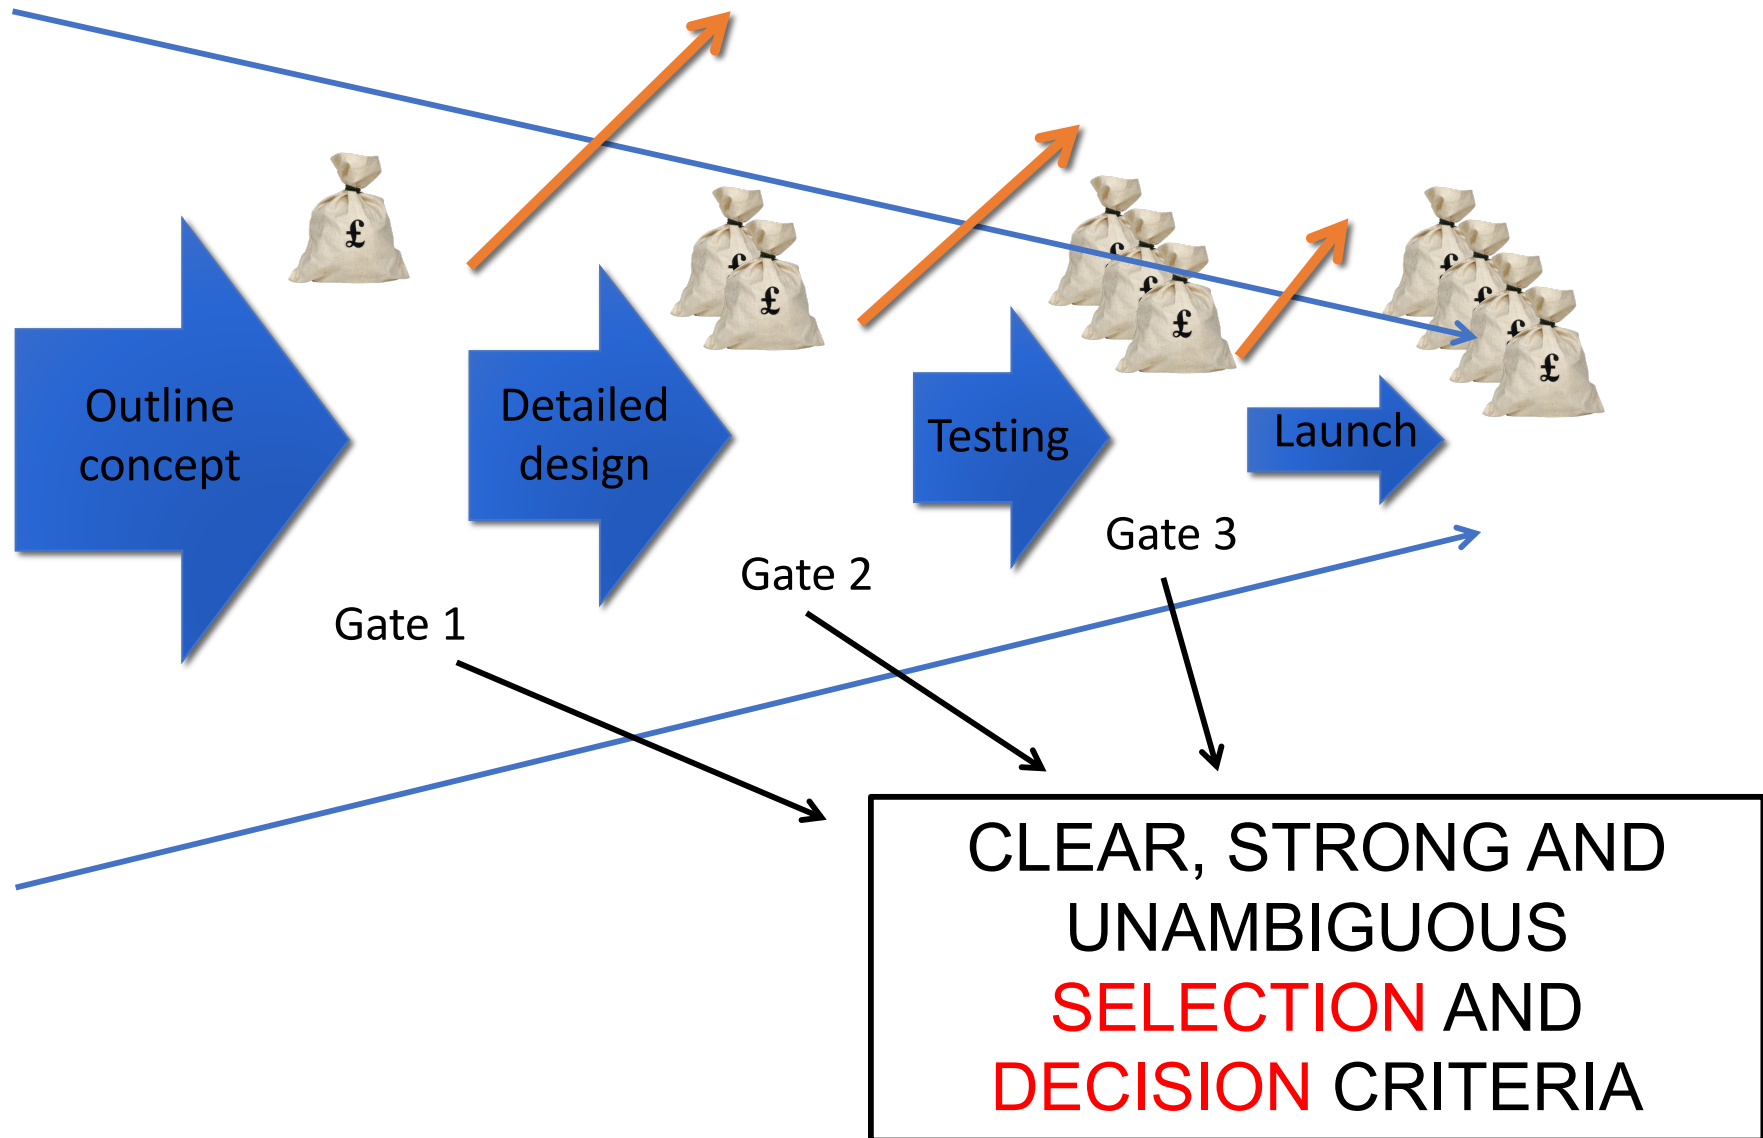 £
£
£
£
£
£
£
£
£
£
Outline
concept
Detailed
design
Testing
Launch
Gate 1
Gate 2
Gate 3
CLEAR, STRONG AND
UNAMBIGUOUS
SELECTION AND
DECISION CRITERIA